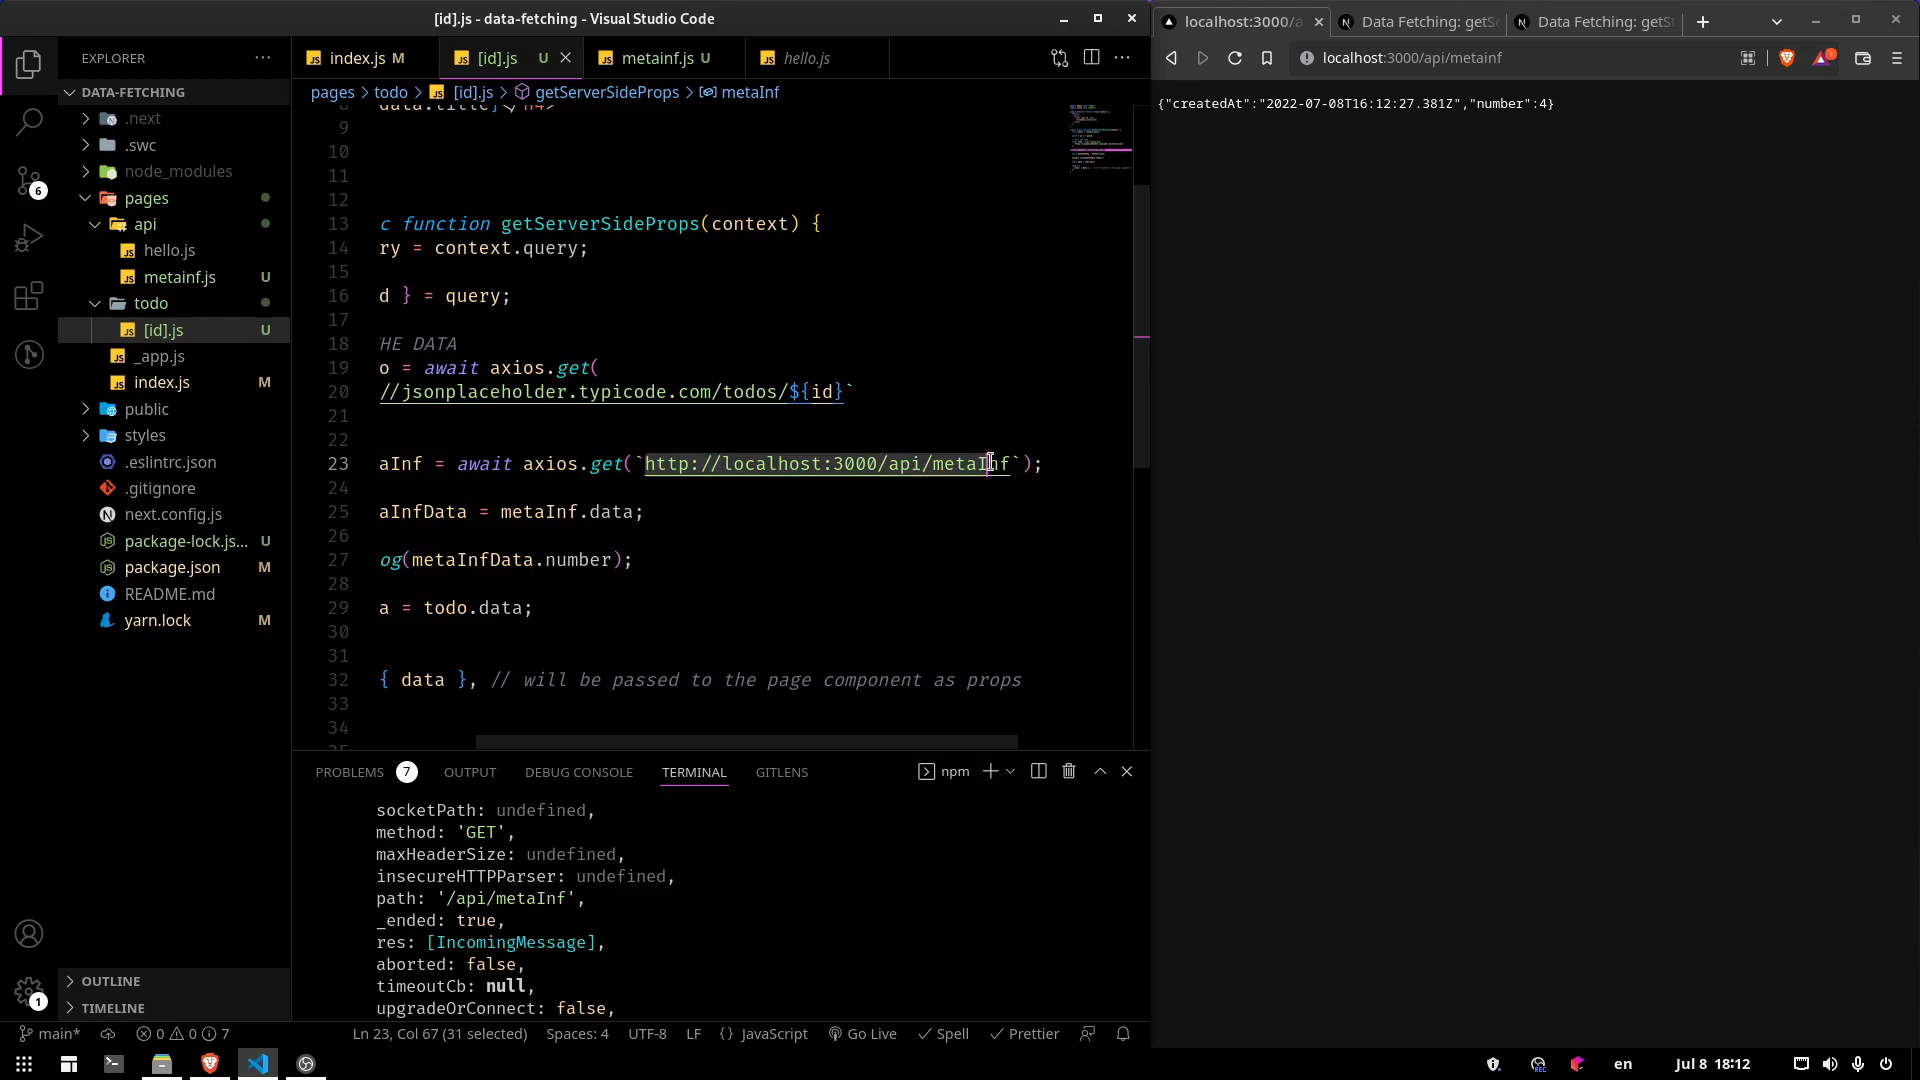 [id].js - data-fetching - Visual Studio Code
EXPLORER
DATA-FETCHING
.next
.swc
node_modules
pages
api
hello.js
metainf.js U
todo
[id].js U
_app.js
index.js M
public
styles
.eslintrc.json
.gitignore
next.config.js
package-lock.js... U
package.json M
README.md
yarn.lock M
OUTLINE
TIMELINE
6
1
index.js M
[id].js U
metainf.js U
hello.js
pages > todo > [id].js > getServerSideProps > metaInf
8 data.title}</h4>
9
10
11
12
13 c function getServerSideProps(context) {
14 ry = context.query;
15
16 d } = query;
17
18 HE DATA
19 o = await axios.get(
20 //jsonplaceholder.typicode.com/todos/${id}`
21
22
23 aInf = await axios.get(`http://localhost:3000/api/metaInf`);
24
25 aInfData = metaInf.data;
26
27 og(metaInfData.number);
28
29 a = todo.data;
30
31
32 { data }, // will be passed to the page component as props
33
34
35
PROBLEMS 7 OUTPUT DEBUG CONSOLE TERMINAL GITLENS npm
socketPath: undefined,
method: 'GET',
maxHeaderSize: undefined,
insecureHTTPParser: undefined,
path: '/api/metaInf',
_ended: true,
res: [IncomingMessage],
aborted: false,
timeoutCb: null,
upgradeOrConnect: false,
main* 0 0 7 Ln 23, Col 67 (31 selected) Spaces: 4 UTF-8 LF {} JavaScript Go Live Spell Prettier
localhost:3000/a
Data Fetching: getS
Data Fetching: getSt
localhost:3000/api/metainf
1
{"createdAt":"2022-07-08T16:12:27.381Z","number":4}
REC
en
Jul 8 18:12